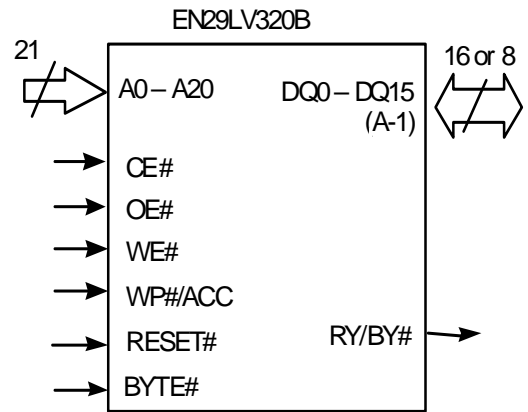 EN29LV320B
21
16 or 8
A0 – A20
DQ0 – DQ15
(A-1)
CE#
OE#
WE#
WP#/ACC
RESET#
RY/BY#
BYTE#